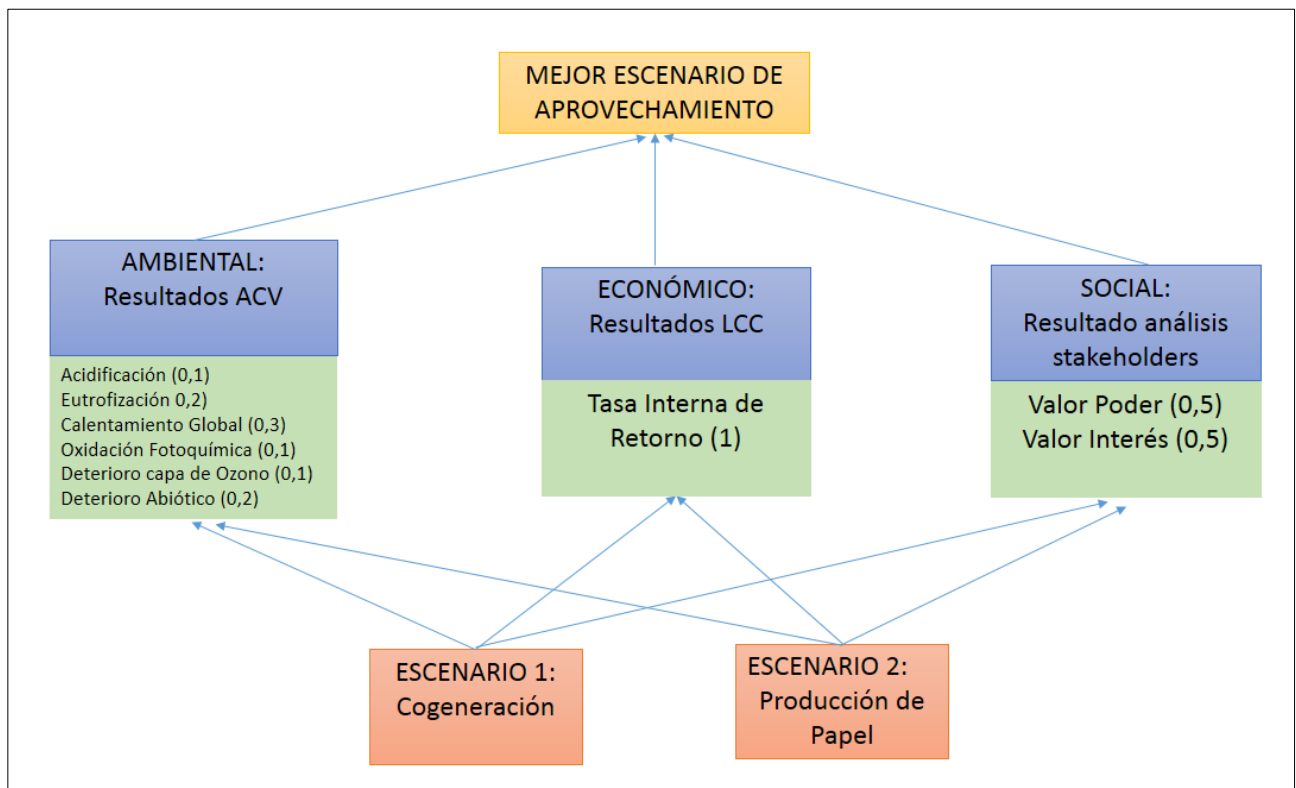 MEJOR ESCENARIO DE
APROVECHAMIENTO
AMBIENTAL:
Resultados ACV
Acidificación (0,1)
Eutrofización 0,2)
Calentamiento Global (0,3)
Oxidación Fotoquímica (0,1)
Deterioro capa de Ozono (0,1)
Deterioro Abiótico (0,2)
ECONÓMICO:
Resultados LCC
Tasa Interna de
Retorno (1)
SOCIAL:
Resultado análisis
stakeholders
Valor Poder (0,5)
Valor Interés (0,5)
ESCENARIO 1:
Cogeneración
ESCENARIO 2:
Producción de
Papel